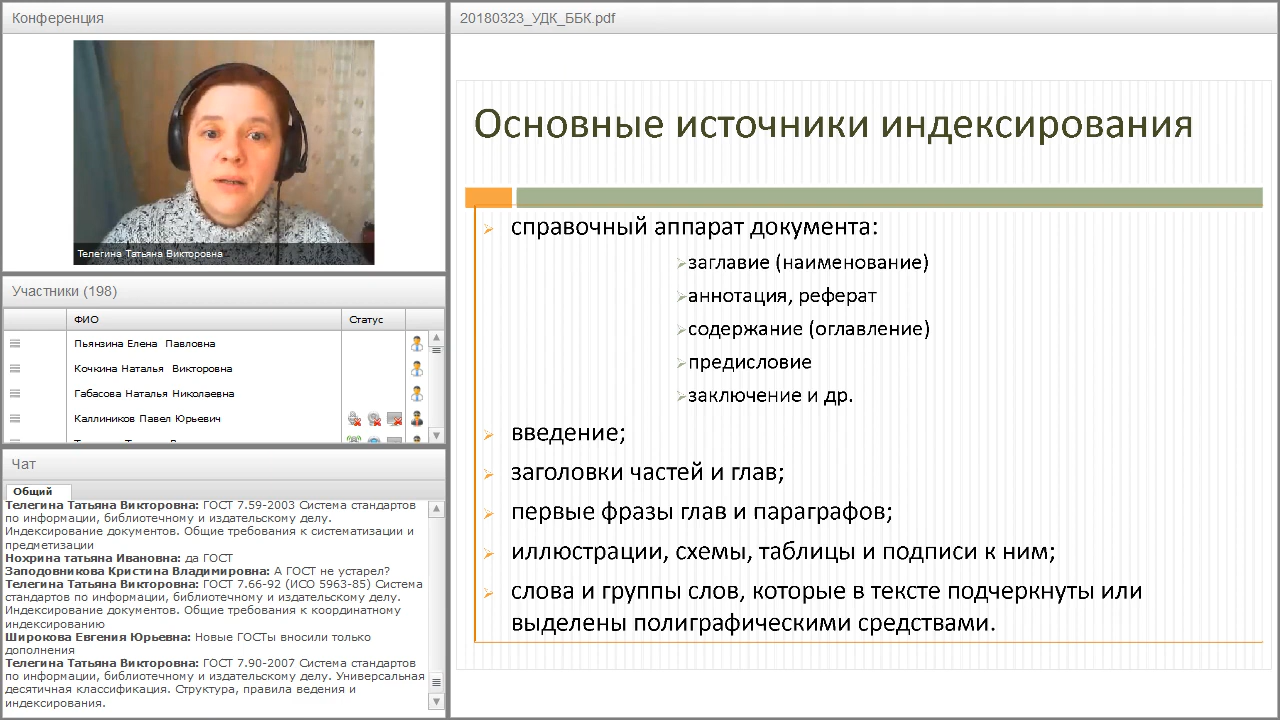 Конференция
Телегина Татьяна Викторовна
Участники (198)
ФИО
Статус
Пьянзина Елена Павловна
Кочкина Наталья Викторовна
Габасова Наталья Николаевна
Каллиников Павел Юрьевич
Чат
Общий
Телегина Татьяна Викторовна: ГОСТ 7.59-2003 Система стандартов
по информации, библиотечному и издательскому делу.
Индексирование документов. Общие требования к систематизации и
предметизации
Нохрина татьяна Ивановна: да ГОСТ
Заподовникова Кристина Владимировна: А ГОСТ не устарел?
Телегина Татьяна Викторовна: ГОСТ 7.66-92 (ИСО 5963-85) Система
стандартов по информации, библиотечному и издательскому делу.
Индексирование документов. Общие требования к координатному
индексированию
Широкова Евгения Юрьевна: Новые ГОСТы вносили только
дополнения
Телегина Татьяна Викторовна: ГОСТ 7.90-2007 Система стандартов
по информации, библиотечному и издательскому делу. Универсальная
десятичная классификация. Структура, правила ведения и
индексирования.
20180323_УДК_ББК.pdf
Основные источники индексирования
справочный аппарат документа:
заглавие (наименование)
аннотация, реферат
содержание (оглавление)
предисловие
заключение и др.
введение;
заголовки частей и глав;
первые фразы глав и параграфов;
иллюстрации, схемы, таблицы и подписи к ним;
слова и группы слов, которые в тексте подчеркнуты или
выделены полиграфическими средствами.